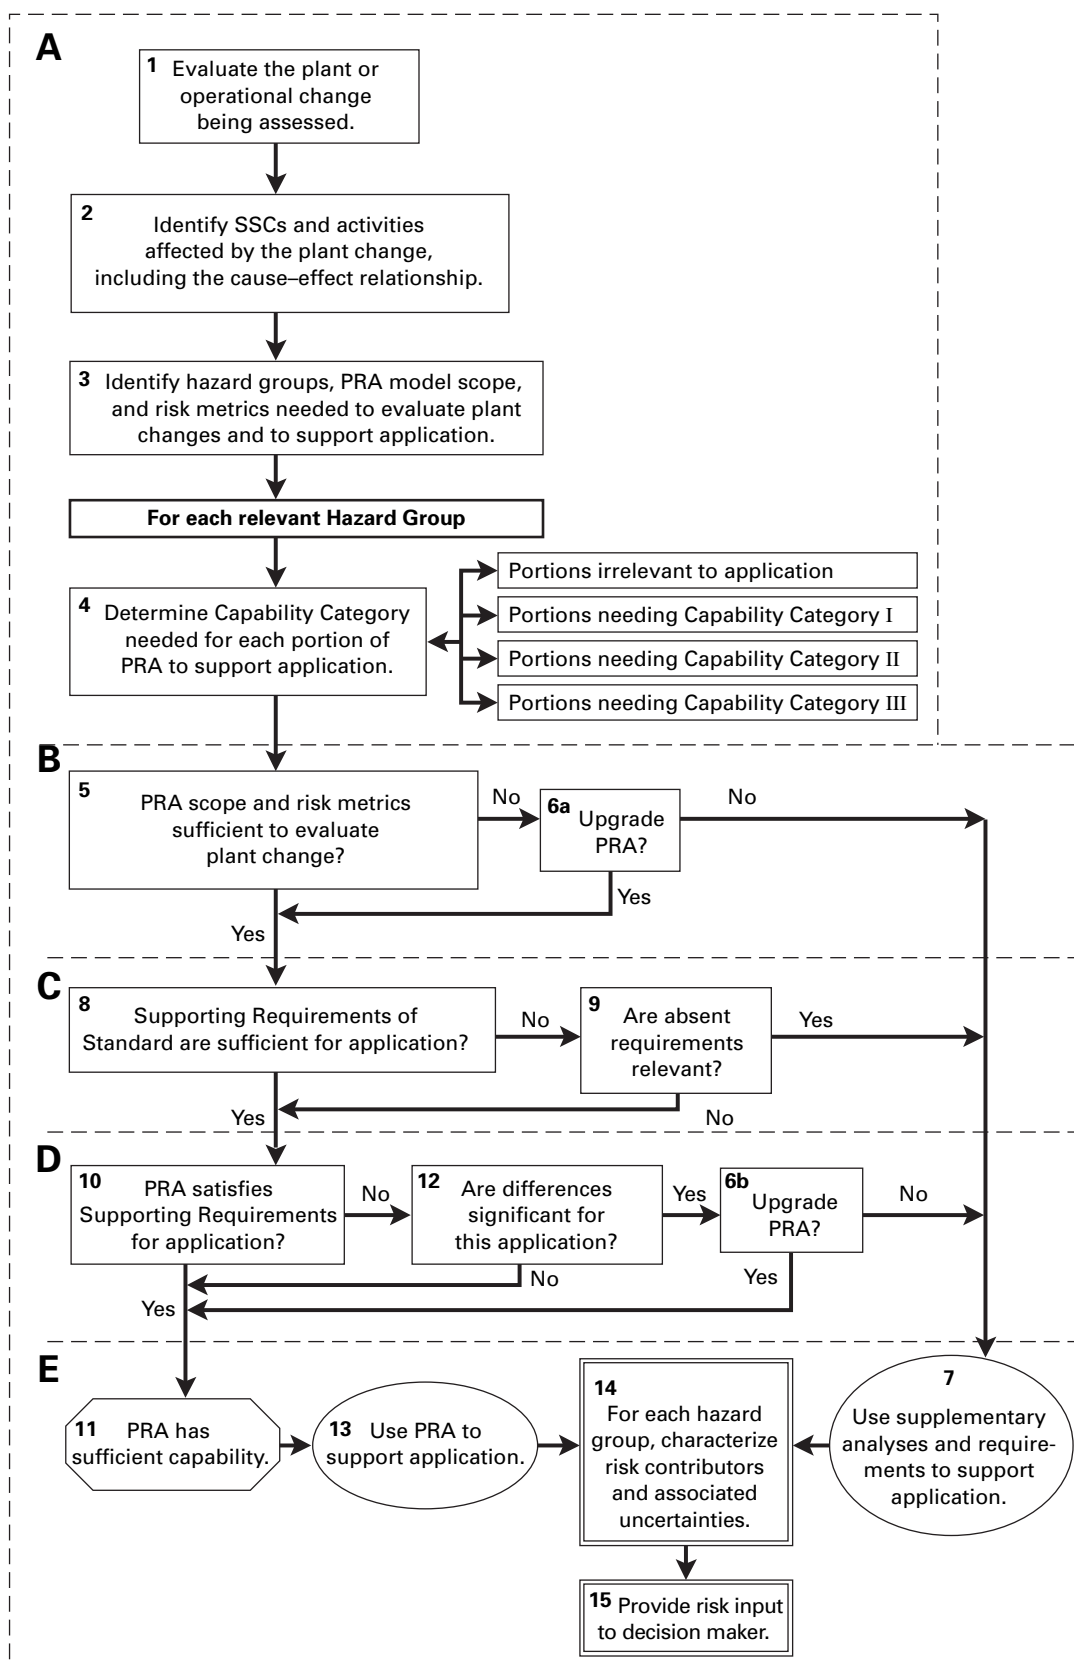 A
1 Evaluate the plant or
operational change
being assessed.
2
Identify SSCs and activities
affected by the plant change,
including the cause–effect relationship.
3 Identify hazard groups, PRA model scope,
and risk metrics needed to evaluate plant
changes and to support application.
For each relevant Hazard Group
4 Determine Capability Category
needed for each portion of
PRA to support application.
Portions irrelevant to application
Portions needing Capability Category I
Portions needing Capability Category II
Portions needing Capability Category III
B
5
PRA scope and risk metrics
sufficient to evaluate
plant change?
No
6a
Upgrade
PRA?
No
Yes
Yes
C
8
Supporting Requirements of
Standard are sufficient for application?
No
9
Are absent
requirements
relevant?
Yes
Yes
No
D
10 PRA satisfies
Supporting Requirements
for application?
No
12 Are differences
significant for
this application?
Yes
6b
Upgrade
PRA?
No
No
Yes
Yes
E
11 PRA has
sufficient capability.
13 Use PRA to
support application.
14
For each hazard
group, characterize
risk contributors
and associated
uncertainties.
7
Use supplementary
analyses and require-
ments to support
application.
15 Provide risk input
to decision maker.